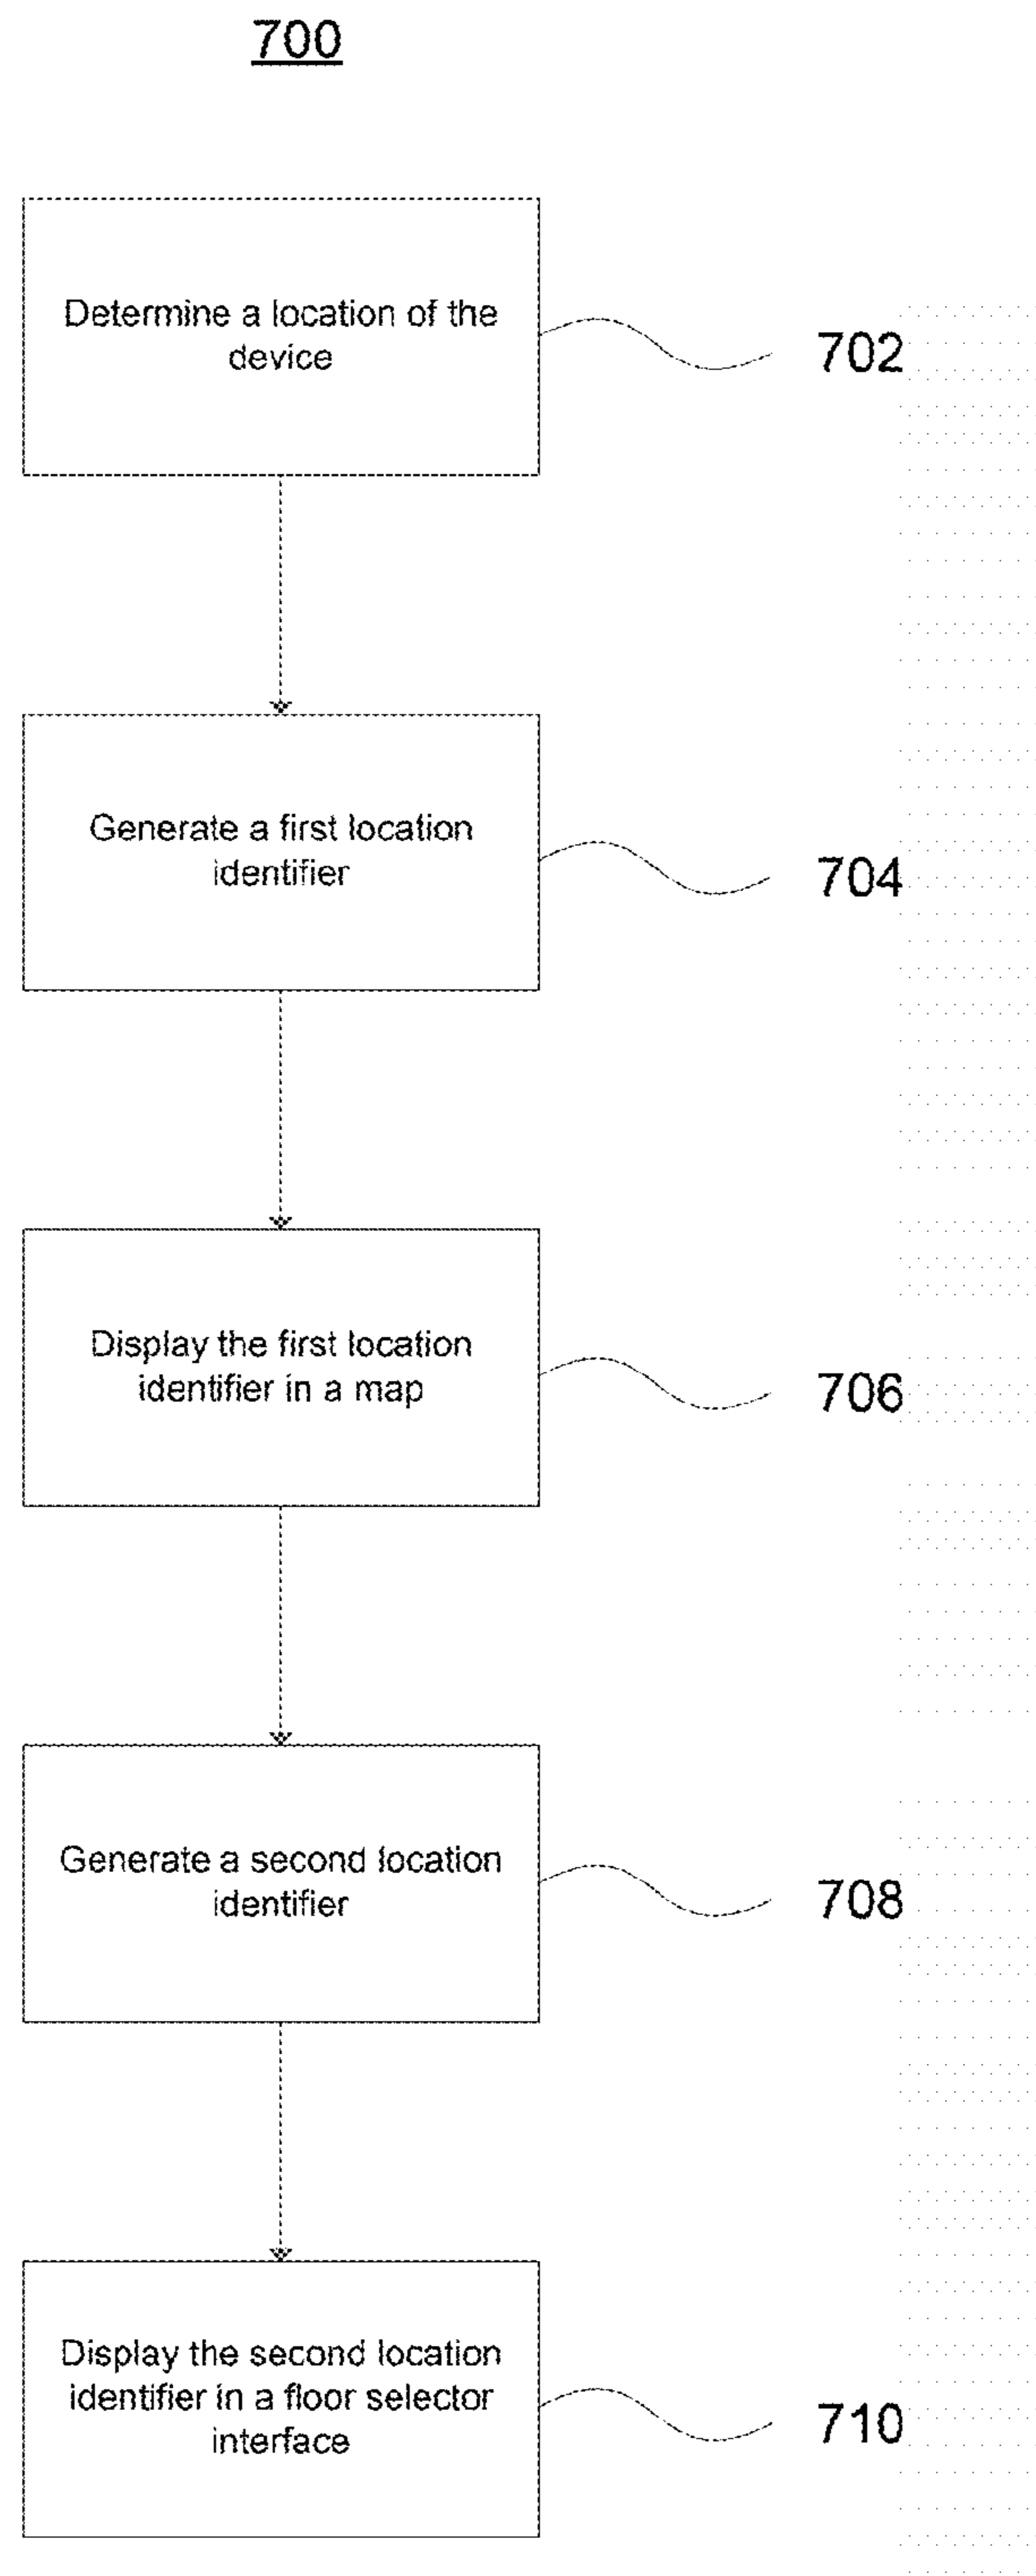 700
Determine a location of the
device
702
Generate a first location
identifier
704
Display the first location
identifier in a map
706
Generate a second location
identifier
708
Display the second location
identifier in a floor selector
interface
710